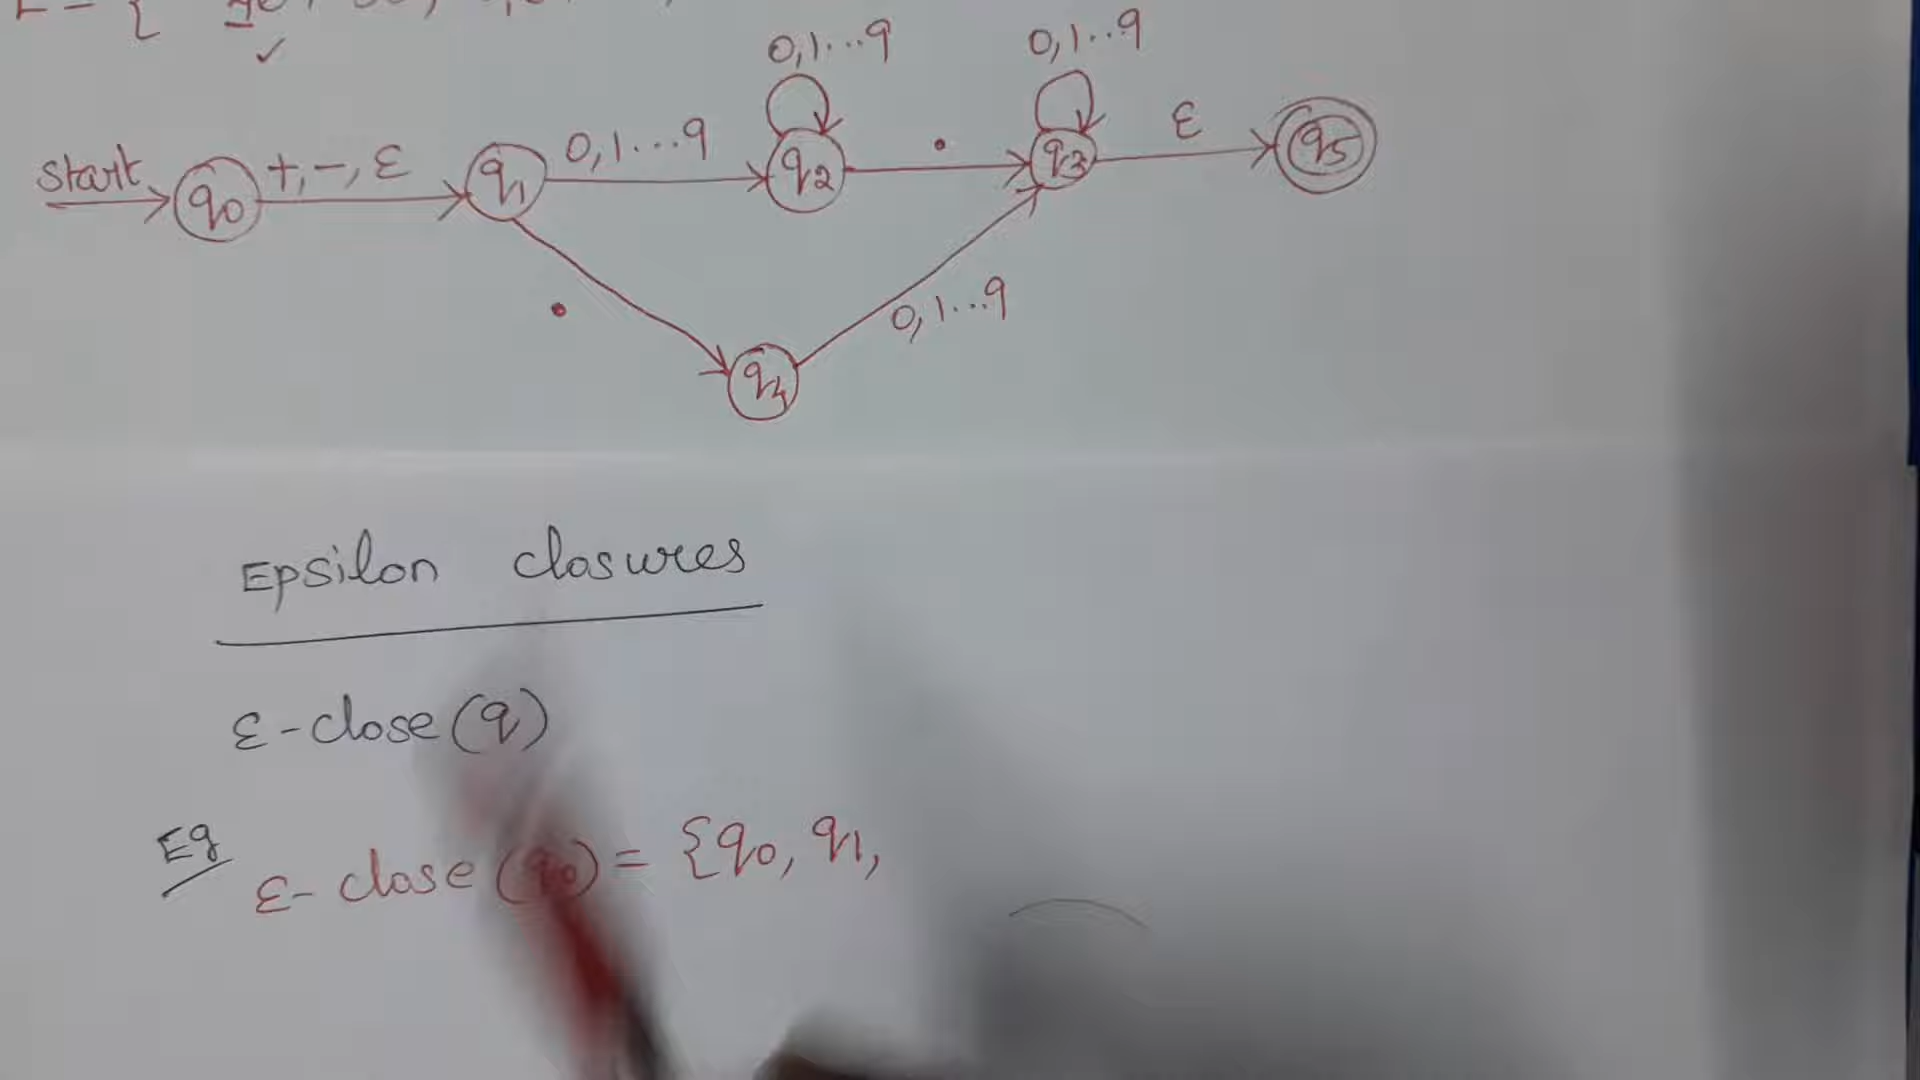 0,1...9 0,1...9
start q0 +,-,ε q1 0,1...9 q2 . q3 ε q5
. 0,1...9
q4
Epsilon closures
ε-close(q)
Eg ε-close(q0) = {q0, q1,